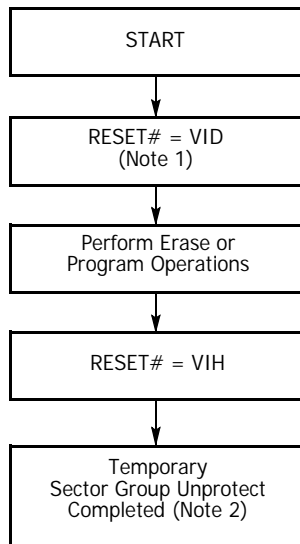 START
RESET# = VID
(Note 1)
Perform Erase or
Program Operations
RESET# = VIH
Temporary
Sector Group Unprotect
Completed (Note 2)